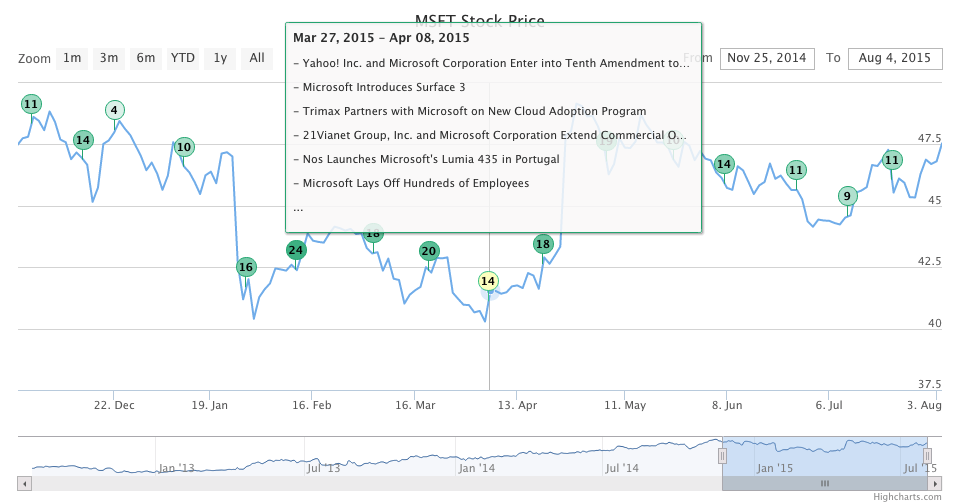 MSFT Stock Price
Zoom 1m 3m 6m YTD 1y All
From Nov 25, 2014 To Aug 4, 2015
Mar 27, 2015 – Apr 08, 2015
– Yahoo! Inc. and Microsoft Corporation Enter into Tenth Amendment to...
– Microsoft Introduces Surface 3
– Trimax Partners with Microsoft on New Cloud Adoption Program
– 21Vianet Group, Inc. and Microsoft Corporation Extend Commercial O...
– Nos Launches Microsoft's Lumia 435 in Portugal
– Microsoft Lays Off Hundreds of Employees
...
11
14
4
10
16
24
18
20
14
18
19
14
11
9
11
47.5
45
42.5
40
37.5
22. Dec 19. Jan 16. Feb 16. Mar 13. Apr 11. May 8. Jun 6. Jul 3. Aug
Jan '13 Jul '13 Jan '14 Jul '14 Jan '15 Jul '15
Highcharts.com